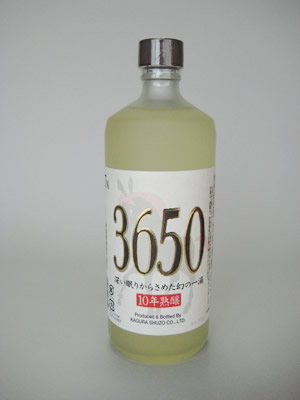 3650
深い眠りからさめた幻の一滴
10年熟醸
Produced & Bottled By
KAGURA SHUZO CO., LTD.